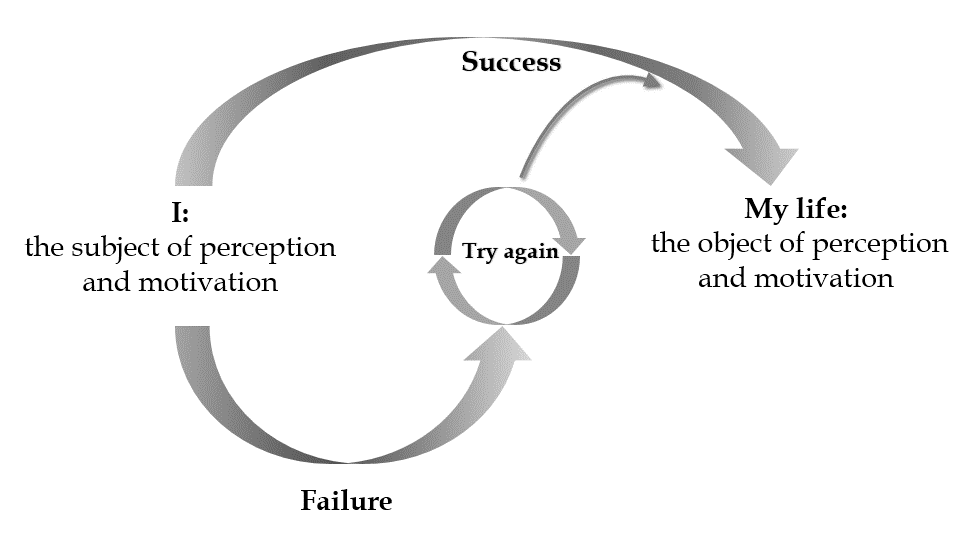 Success
I:
the subject of perception
and motivation
Try again
My life:
the object of perception
and motivation
Failure